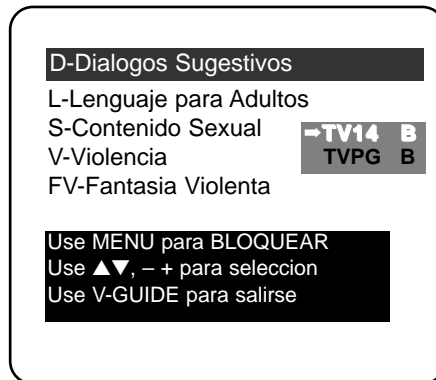 D-Dialogos Sugestivos
L-Lenguaje para Adultos
S-Contenido Sexual
➡TV14 B
V-Violencia
TVPG B
FV-Fantasia Violenta
Use MENU para BLOQUEAR
Use ▲▼, – + para seleccion
Use V-GUIDE para salirse